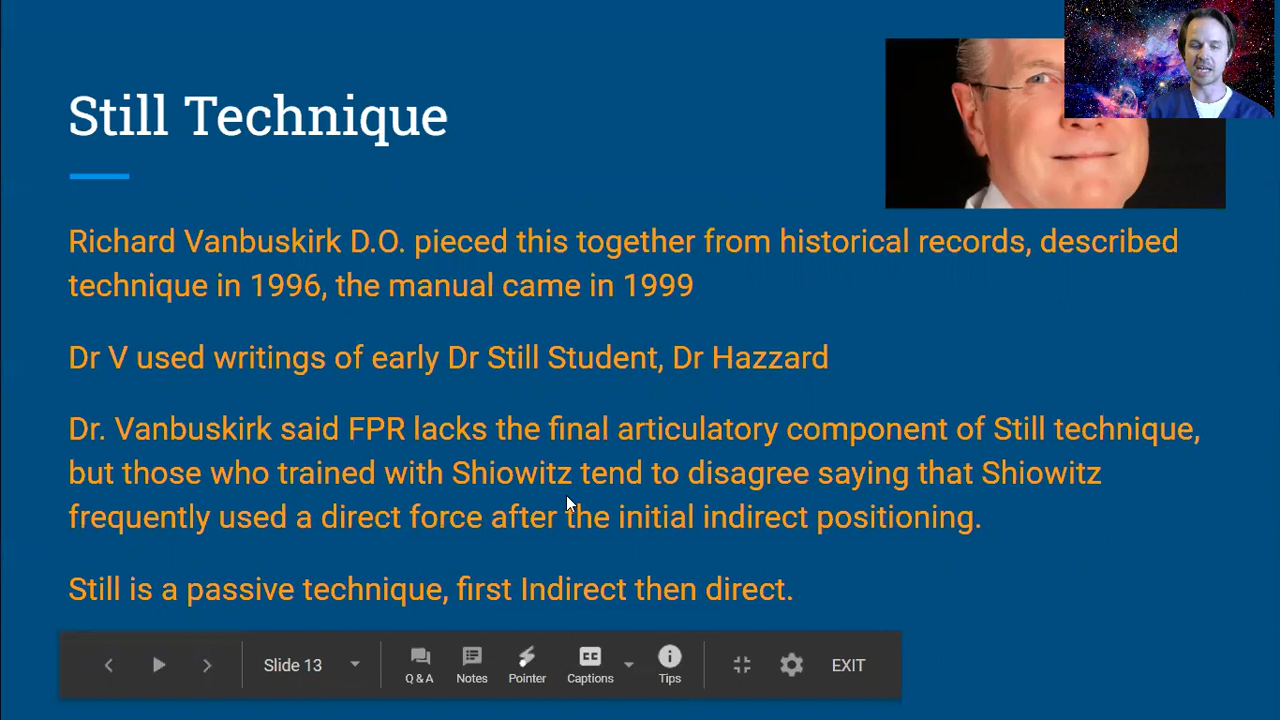 Still Technique
Richard Vanbuskirk D.O. pieced this together from historical records, described
technique in 1996, the manual came in 1999
Dr V used writings of early Dr Still Student, Dr Hazzard
Dr. Vanbuskirk said FPR lacks the final articulatory component of Still technique,
but those who trained with Shiowitz tend to disagree saying that Shiowitz
frequently used a direct force after the initial indirect positioning.
Still is a passive technique, first Indirect then direct.
Slide 13
Q & A
Notes
Pointer
CC
Captions
Tips
EXIT